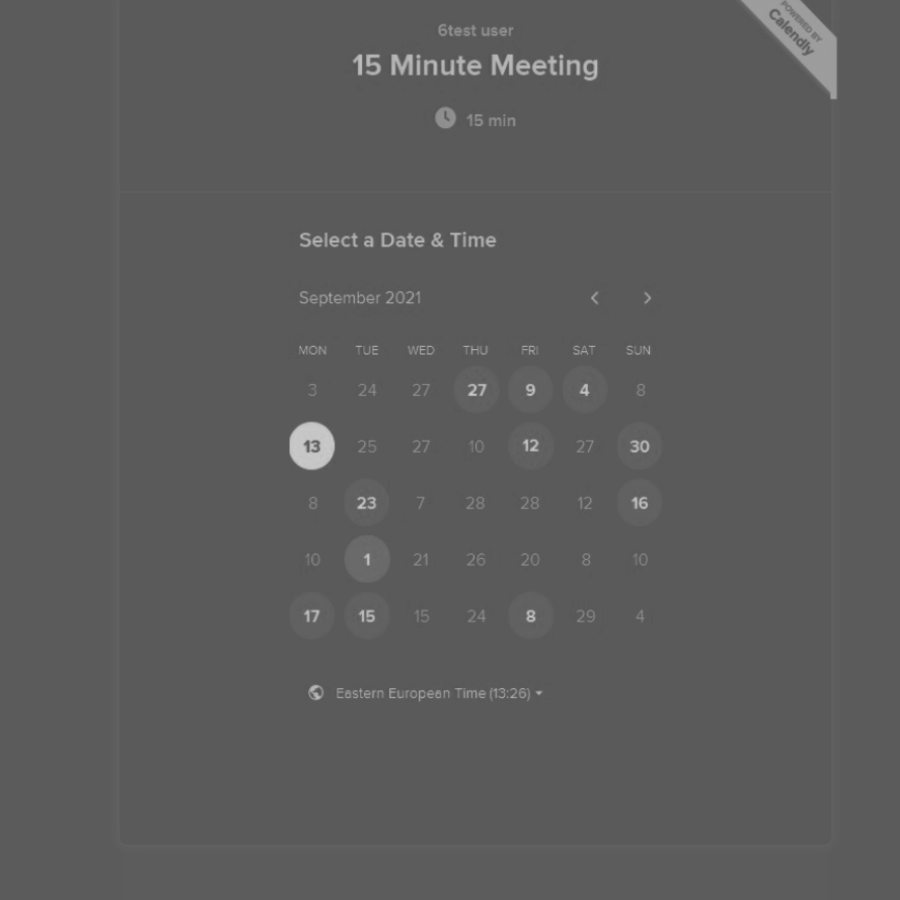 POWERED BY
Calendly
6test user
15 Minute Meeting
15 min
Select a Date & Time
September 2021
MON TUE WED THU FRI SAT SUN
3 24 27 27 9 4 8
13 25 27 10 12 27 30
8 23 7 28 28 12 16
10 1 21 26 20 8 10
17 15 15 24 8 29 4
Eastern European Time (13:26)